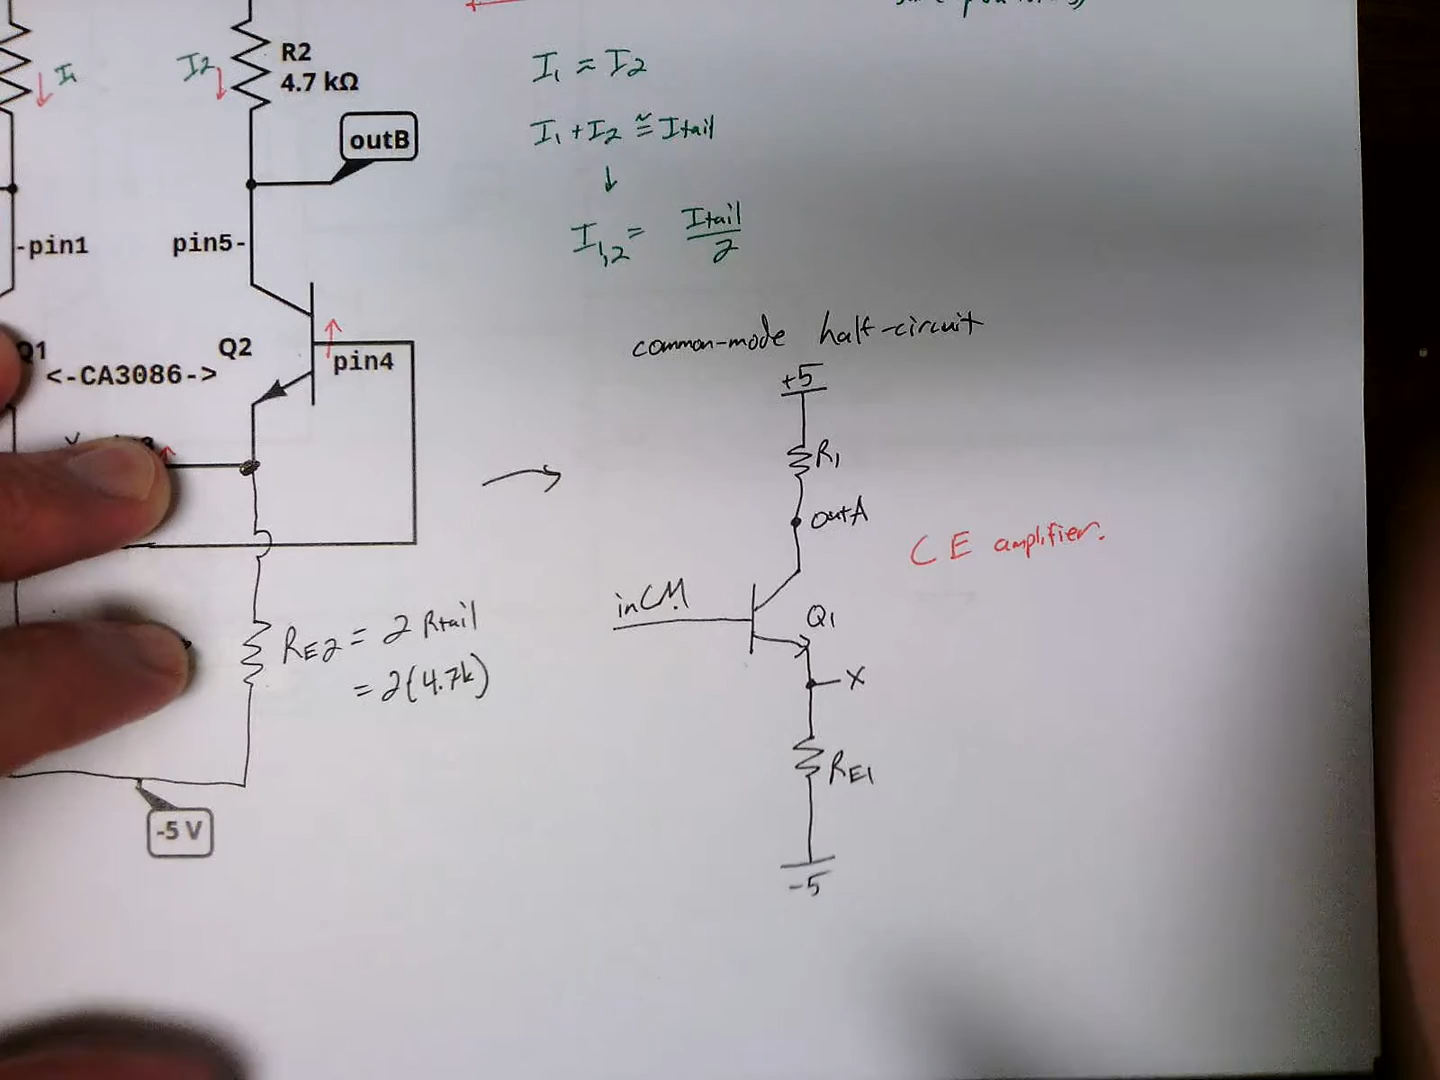 I1
I2
R2
4.7 kΩ
outB
-pin1
pin5-
Q1
<-CA3086->
Q2
pin4
RE2 = 2 Rtail
= 2(4.7k)
-5 V
I1 ≈ I2
I1 + I2 ≅ Itail
↓
I1,2 = Itail/2
common-mode half-circuit
+5
R1
outA
CE amplifier.
inCM
Q1
X
RE1
-5